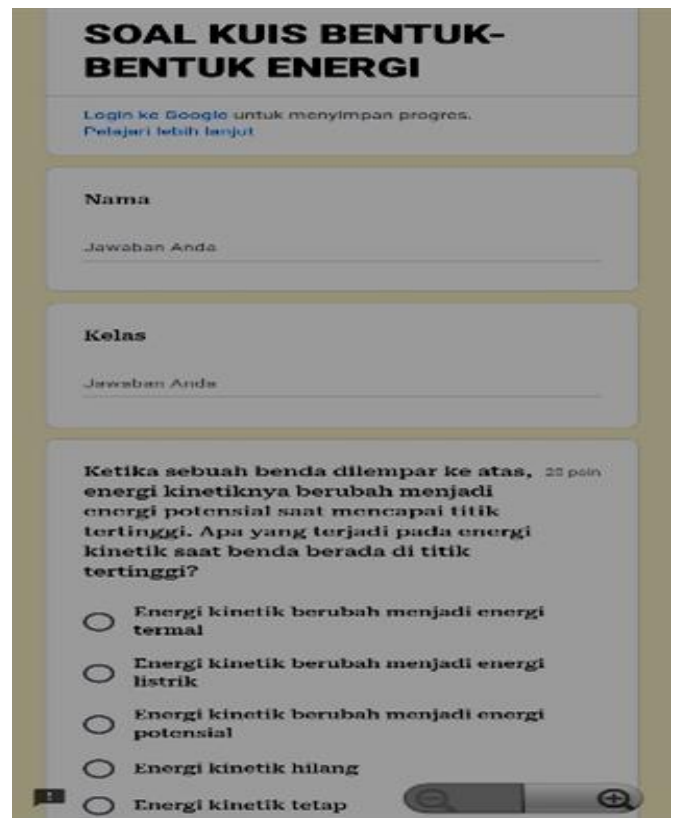 SOAL KUIS BENTUK-
BENTUK ENERGI
Login ke Google untuk menyimpan progres.
Pelajari lebih lanjut
Nama
Jawaban Anda
Kelas
Jawaban Anda
Ketika sebuah benda dilempar ke atas,
energi kinetiknya berubah menjadi
energi potensial saat mencapai titik
tertinggi. Apa yang terjadi pada energi
kinetik saat benda berada di titik
tertinggi?
poin
Energi kinetik berubah menjadi energi
termal
Energi kinetik berubah menjadi energi
listrik
Energi kinetik berubah menjadi energi
potensial
Energi kinetik hilang
Energi kinetik tetap